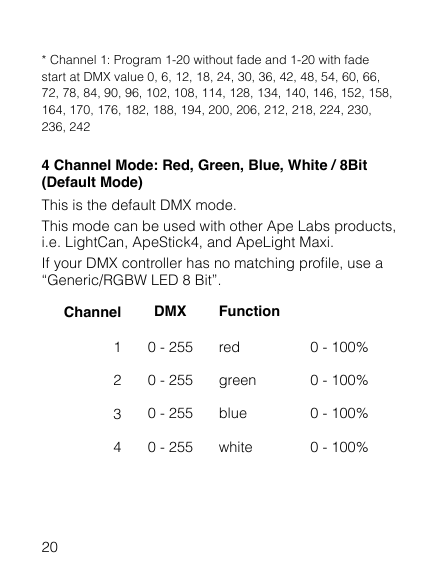 * Channel 1: Program 1-20 without fade and 1-20 with fade
start at DMX value 0, 6, 12, 18, 24, 30, 36, 42, 48, 54, 60, 66,
72, 78, 84, 90, 96, 102, 108, 114, 128, 134, 140, 146, 152, 158,
164, 170, 176, 182, 188, 194, 200, 206, 212, 218, 224, 230,
236, 242
4 Channel Mode: Red, Green, Blue, White / 8Bit
(Default Mode)
This is the default DMX mode.
This mode can be used with other Ape Labs products,
i.e. LightCan, ApeStick4, and ApeLight Maxi.
If your DMX controller has no matching profile, use a
“Generic/RGBW LED 8 Bit”.
Channel DMX Function
1 0 - 255 red 0 - 100%
2 0 - 255 green 0 - 100%
3 0 - 255 blue 0 - 100%
4 0 - 255 white 0 - 100%
20